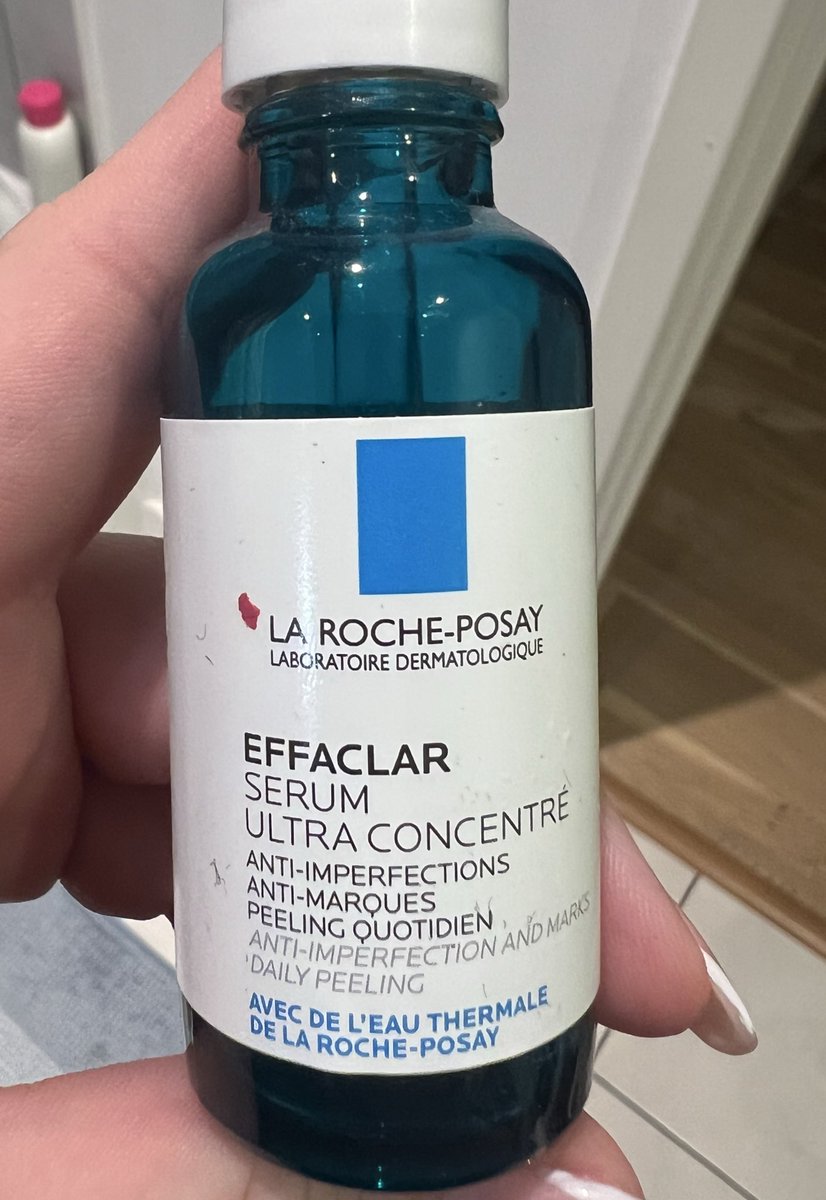 LA ROCHE-POSAY
LABORATOIRE DERMATOLOGIQUE
EFFACLAR
SERUM
ULTRA CONCENTRÉ
ANTI-IMPERFECTIONS
ANTI-MARQUES
PEELING QUOTIDIEN
ANTI-IMPERFECTION AND MARKS
DAILY PEELING
AVEC DE L'EAU THERMALE
DE LA ROCHE-POSAY